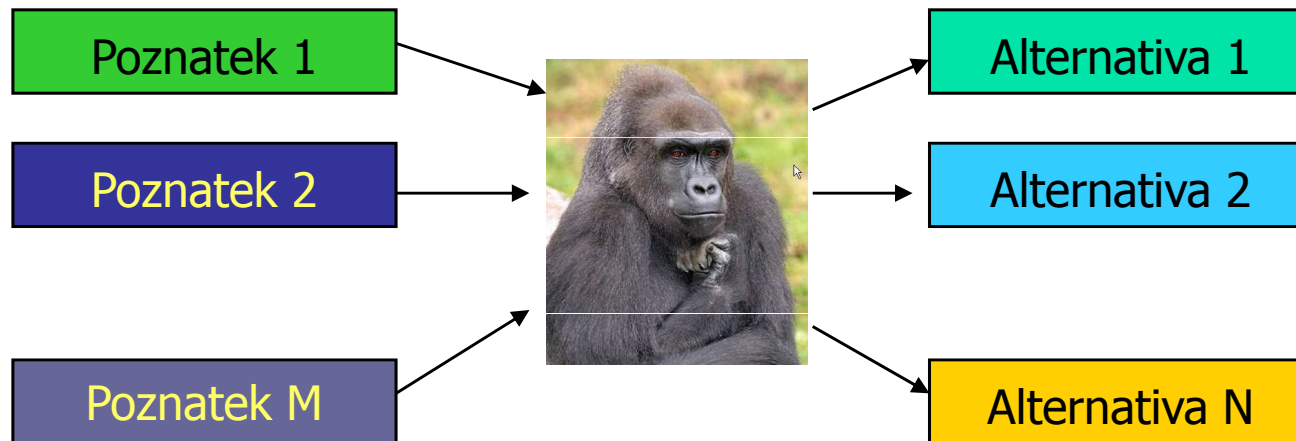 Poznatek 1
Alternativa 1
Poznatek 2
Alternativa 2
Poznatek M
Alternativa N